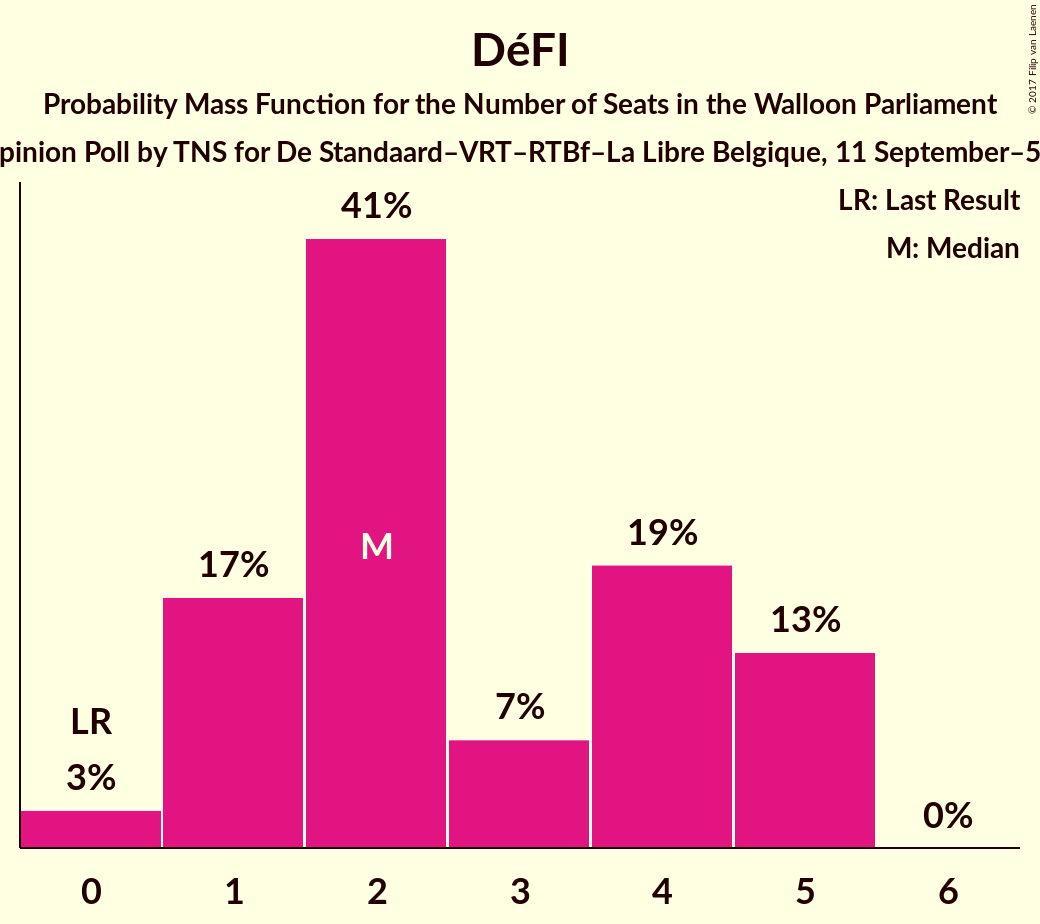 DéFI
Probability Mass Function for the Number of Seats in the Walloon Parliament
pinion Poll by TNS for De Standaard–VRT–RTBf–La Libre Belgique, 11 September–5
LR: Last Result
M: Median
41%
19%
17%
13%
7%
LR
3%
0%
M
0 1 2 3 4 5 6
© 2017 Filip van Laenen